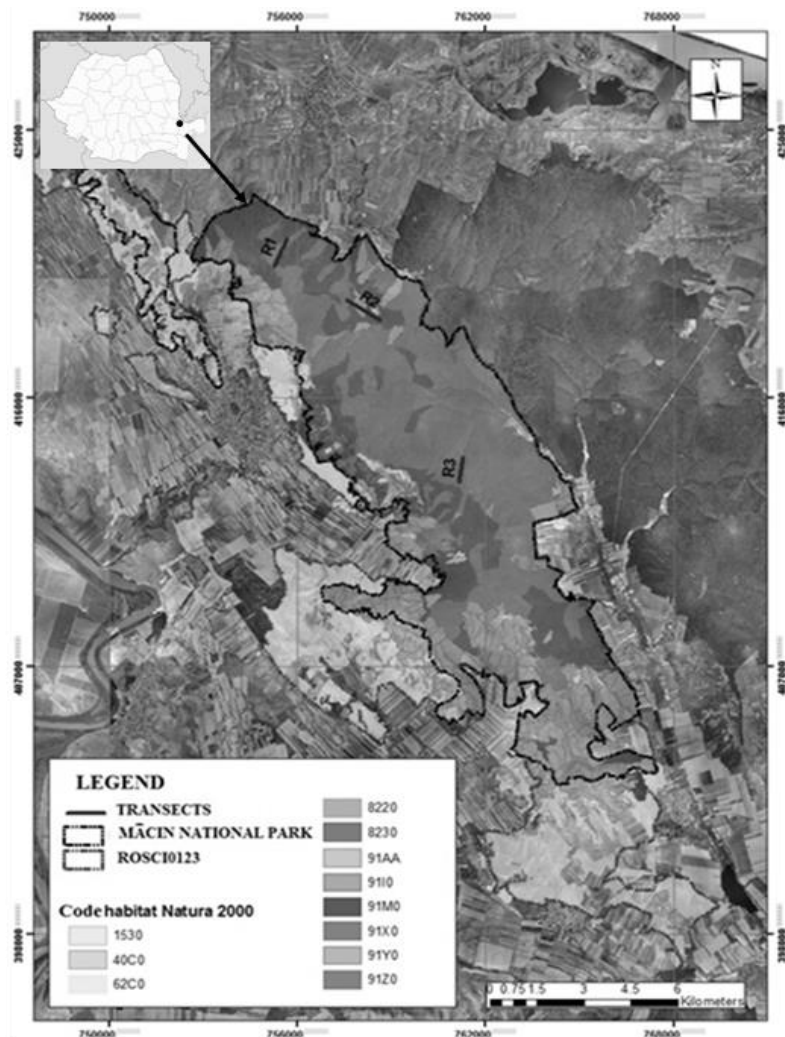 750000 756000 762000 768000
N
425000 425000
R1
R2
416000 416000
R3
407000 407000
LEGEND
TRANSECTS
MĀCIN NATIONAL PARK
ROSCI0123
Code habitat Natura 2000
1530
40C0
62C0
8220
8230
91AA
91I0
91M0
91X0
91Y0
91Z0
398000 398000
0 0.75 1.5 3 4.5 6
Kilometers
750000 756000 762000 768000